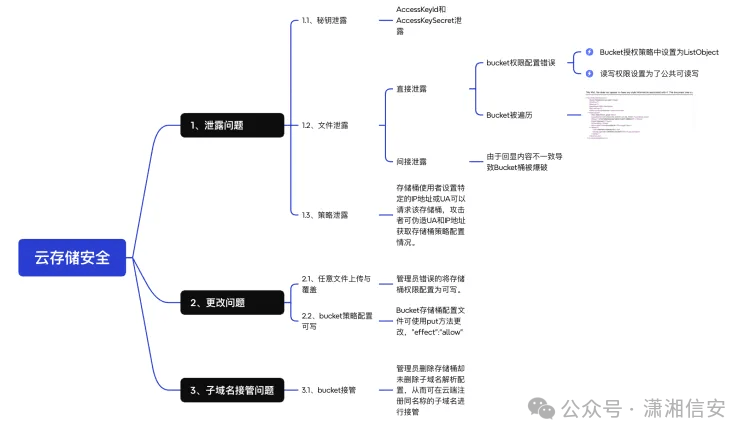 云存储安全
1、泄露问题
1.1、秘钥泄露
AccessKeyId和
AccessKeySecret泄
露
1.2、文件泄露
直接泄露
bucket权限配置错误
Bucket授权策略中设置为ListObject
读写权限设置为了公共可读写
Bucket被遍历
间接泄露
由于回显内容不一致导
致Bucket桶被爆破
1.3、策略泄露
存储桶使用者设置特
定的IP地址或UA可以
请求该存储桶，攻击
者可伪造UA和IP地址
获取存储桶策略配置
情况。
2、更改问题
2.1、任意文件上传与
覆盖
管理员错误的将存储
桶权限配置为可写。
2.2、bucket策略配置
可写
Bucket存储桶配置文
件可使用put方法更
改，"effect":"allow"
3、子域名接管问题
3.1、bucket接管
管理员删除存储桶却
未删除子域名解析配
置，从而可在云端注
册同名称的子域名进
行接管
公众号 · 潇湘信安